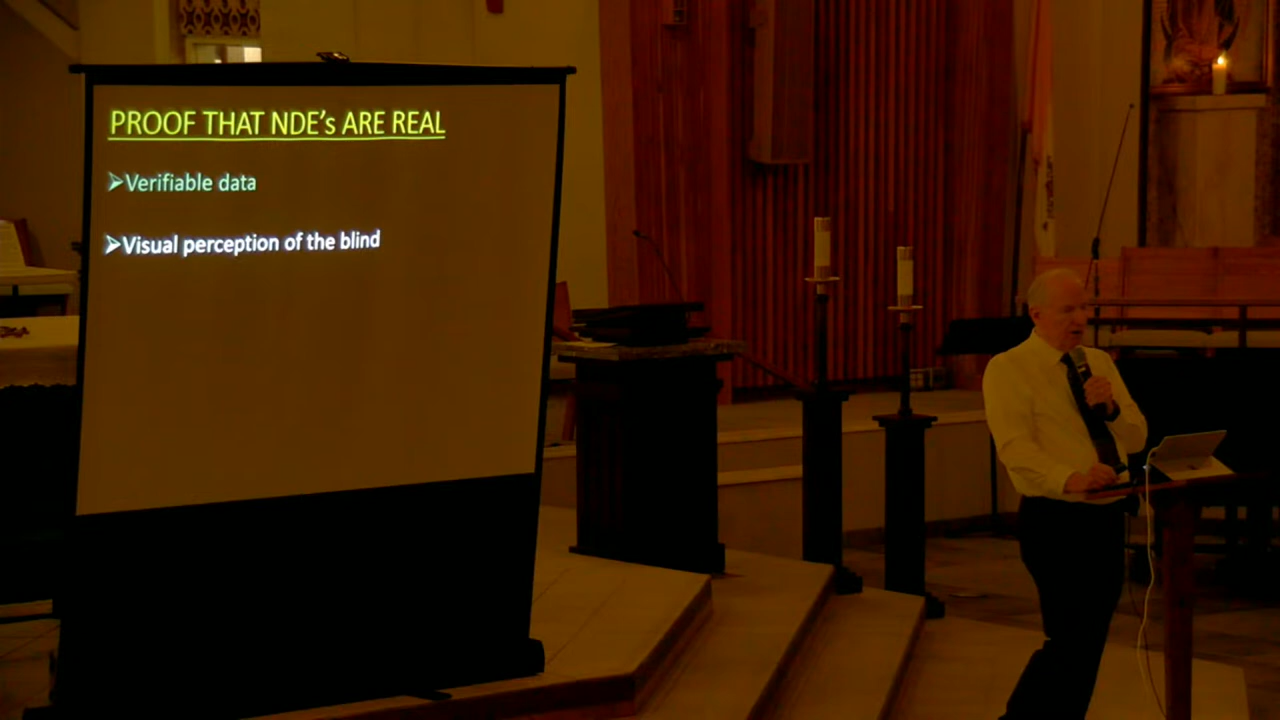 PROOF THAT NDE's ARE REAL
➢Verifiable data
➢Visual perception of the blind